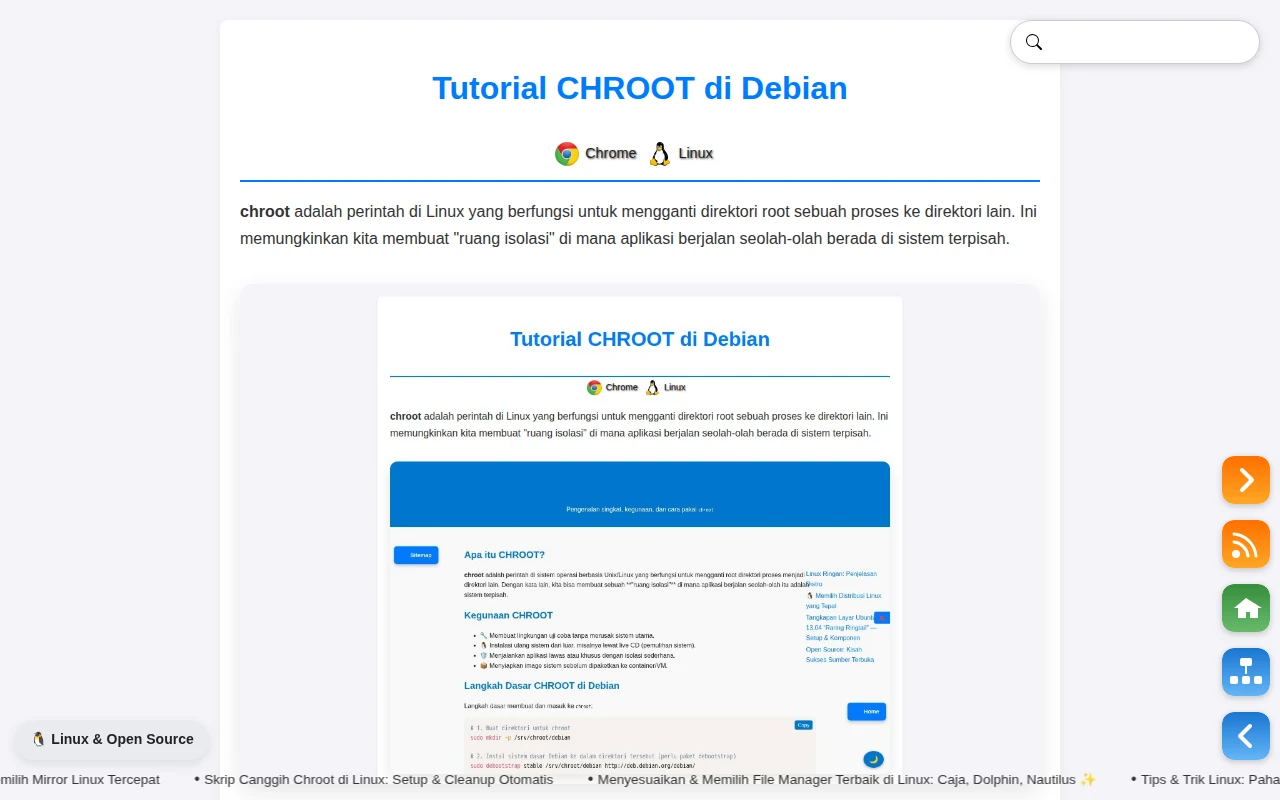 Tutorial CHROOT di Debian
Chrome Linux
chroot adalah perintah di Linux yang berfungsi untuk mengganti direktori root sebuah proses ke direktori lain. Ini
memungkinkan kita membuat "ruang isolasi" di mana aplikasi berjalan seolah-olah berada di sistem terpisah.
Tutorial CHROOT di Debian
Chrome Linux
chroot adalah perintah di Linux yang berfungsi untuk mengganti direktori root sebuah proses ke direktori lain. Ini
memungkinkan kita membuat "ruang isolasi" di mana aplikasi berjalan seolah-olah berada di sistem terpisah.
Pengenalan singkat, kegunaan, dan cara pakai chroot
Sitemap
Apa itu CHROOT?
chroot adalah perintah di sistem operasi berbasis Unix/Linux yang berfungsi untuk mengganti root direktori proses menjadi
direktori lain. Dengan kata lain, kita bisa membuat sebuah **"ruang isolasi"** di mana aplikasi berjalan seolah-olah itu adalah
sistem terpisah.
Linux Ringan: Penjelasan
🐧 Memilih Distribusi Linux
yang Tepat
Tangkapan Layar Ubuntu
13.04 "Raring Ringtail" —
Setup & Komponen
Open Source: Kisah
Sukses Sumber Terbuka
Kegunaan CHROOT
• 🔧 Membuat lingkungan uji coba tanpa merusak sistem utama.
• 🐧 Instalasi ulang sistem dari luar, misalnya lewat live CD (pemulihan sistem).
• 🛡️ Menjalankan aplikasi lawas atau khusus dengan isolasi sederhana.
• 📦 Menyiapkan image sistem sebelum dipaketkan ke container/VM.
Langkah Dasar CHROOT di Debian
Langkah dasar membuat dan masuk ke chroot:
Home
Copy
# 1. Buat direktori untuk chroot
sudo mkdir -p /srv/chroot/debian
# 2. Instal sistem dasar Debian ke dalam direktori tersebut (perlu paket debootstrap)
sudo debootstrap stable /srv/chroot/debian http://deb.debian.org/debian/
🐧 Linux & Open Source
milih Mirror Linux Tercepat • Skrip Canggih Chroot di Linux: Setup & Cleanup Otomatis • Menyesuaikan & Memilih File Manager Terbaik di Linux: Caja, Dolphin, Nautilus ✨ • Tips & Trik Linux: Paha